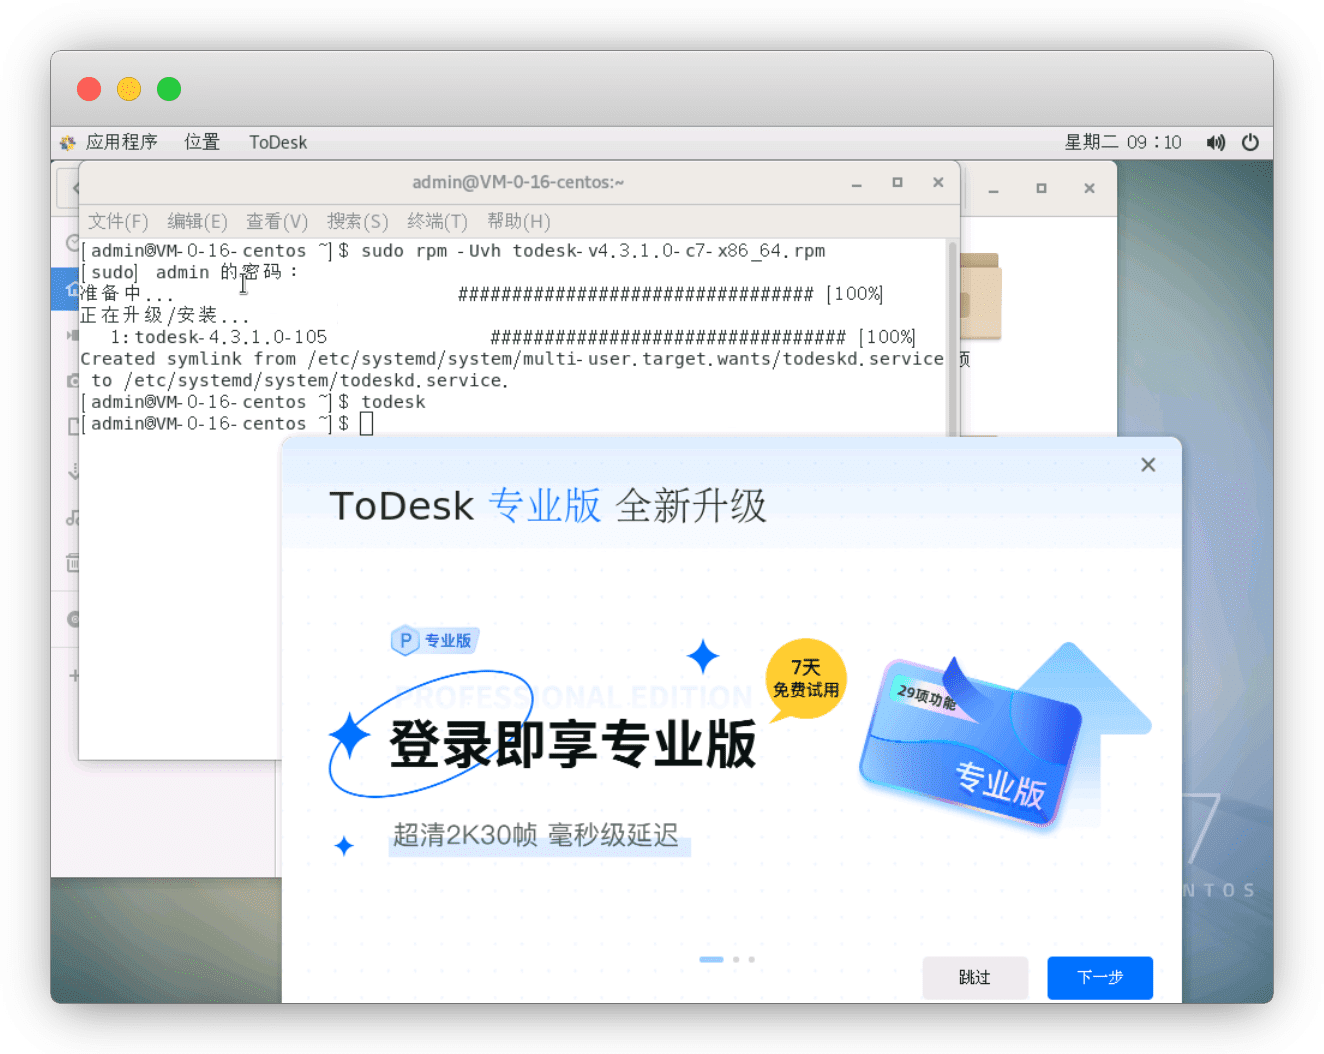 应用程序 位置 ToDesk 星期二 09：10
admin@VM-0-16-centos:~
文件(F) 编辑(E) 查看(V) 搜索(S) 终端(T) 帮助(H)
[admin@VM-0-16-centos ~]$ sudo rpm -Uvh todesk-v4.3.1.0-c7-x86_64.rpm
[sudo] admin 的密码：
准备中... ################################# [100%]
正在升级/安装...
1:todesk-4.3.1.0-105 ################################# [100%]
Created symlink from /etc/systemd/system/multi-user.target.wants/todeskd.service
to /etc/systemd/system/todeskd.service.
[admin@VM-0-16-centos ~]$ todesk
[admin@VM-0-16-centos ~]$
ToDesk 专业版 全新升级
P 专业版
PROFESSIONAL EDITION
登录即享专业版
7天
免费试用
29项功能
专业版
超清2K30帧 毫秒级延迟
7
NTOS
跳过 下一步